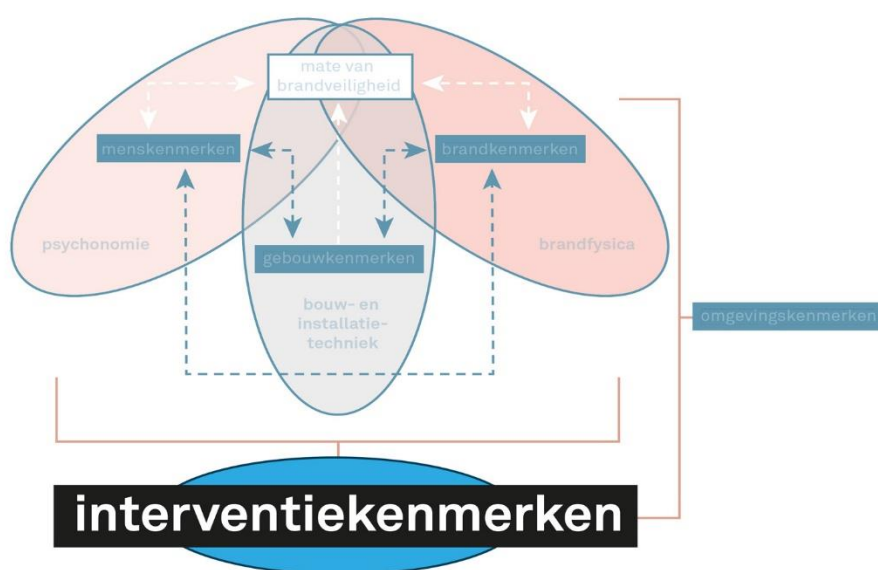 mate van
brandveiligheid
menskenmerken
brandkenmerken
psychonomie
gebouwkenmerken
brandfysica
bouw- en
installatie-
techniek
omgevingskenmerken
interventiekenmerken